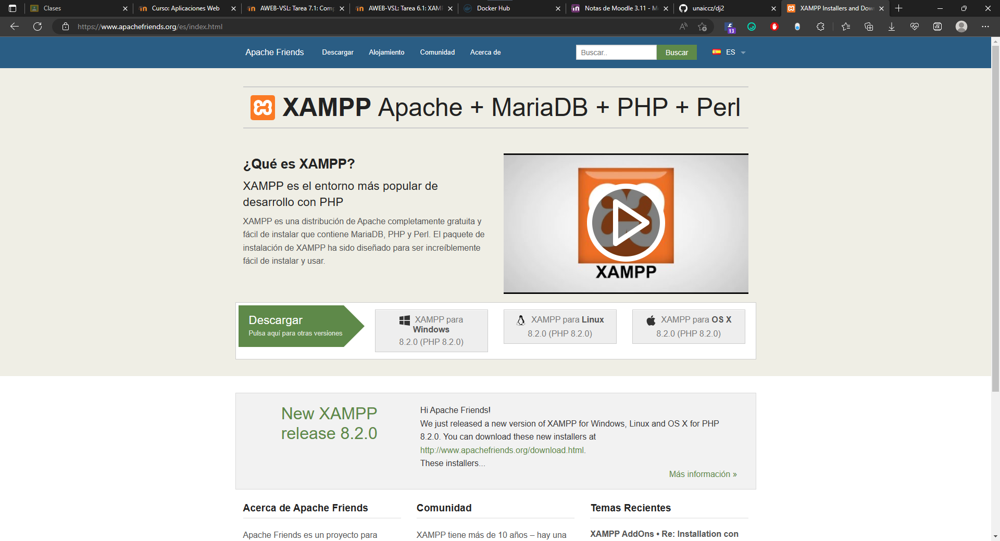 Clases
Curso: Aplicaciones Web
AWEB-VSL: Tarea 7.1: Comp
AWEB-VSL: Tarea 6.1: XAMP
Docker Hub
Notas de Moodle 3.11 - M
unaiccz/dj2
XAMPP Installers and Dow
https://www.apachefriends.org/es/index.html
13
Apache Friends
Descargar
Alojamiento
Comunidad
Acerca de
Buscar..
Buscar
ES
XAMPP Apache + MariaDB + PHP + Perl
¿Qué es XAMPP?
XAMPP es el entorno más popular de
desarrollo con PHP
XAMPP es una distribución de Apache completamente gratuita y
fácil de instalar que contiene MariaDB, PHP y Perl. El paquete de
instalación de XAMPP ha sido diseñado para ser increíblemente
fácil de instalar y usar.
XAMPP
Descargar
Pulsa aquí para otras versiones
XAMPP para
Windows
8.2.0 (PHP 8.2.0)
XAMPP para Linux
8.2.0 (PHP 8.2.0)
XAMPP para OS X
8.2.0 (PHP 8.2.0)
New XAMPP
release 8.2.0
Hi Apache Friends!
We just released a new version of XAMPP for Windows, Linux and OS X for PHP
8.2.0. You can download these new installers at
http://www.apachefriends.org/download.html.
These installers...
Más información »
Acerca de Apache Friends
Apache Friends es un proyecto para
Comunidad
XAMPP tiene más de 10 años – hay una
Temas Recientes
XAMPP AddOns • Re: Installation con